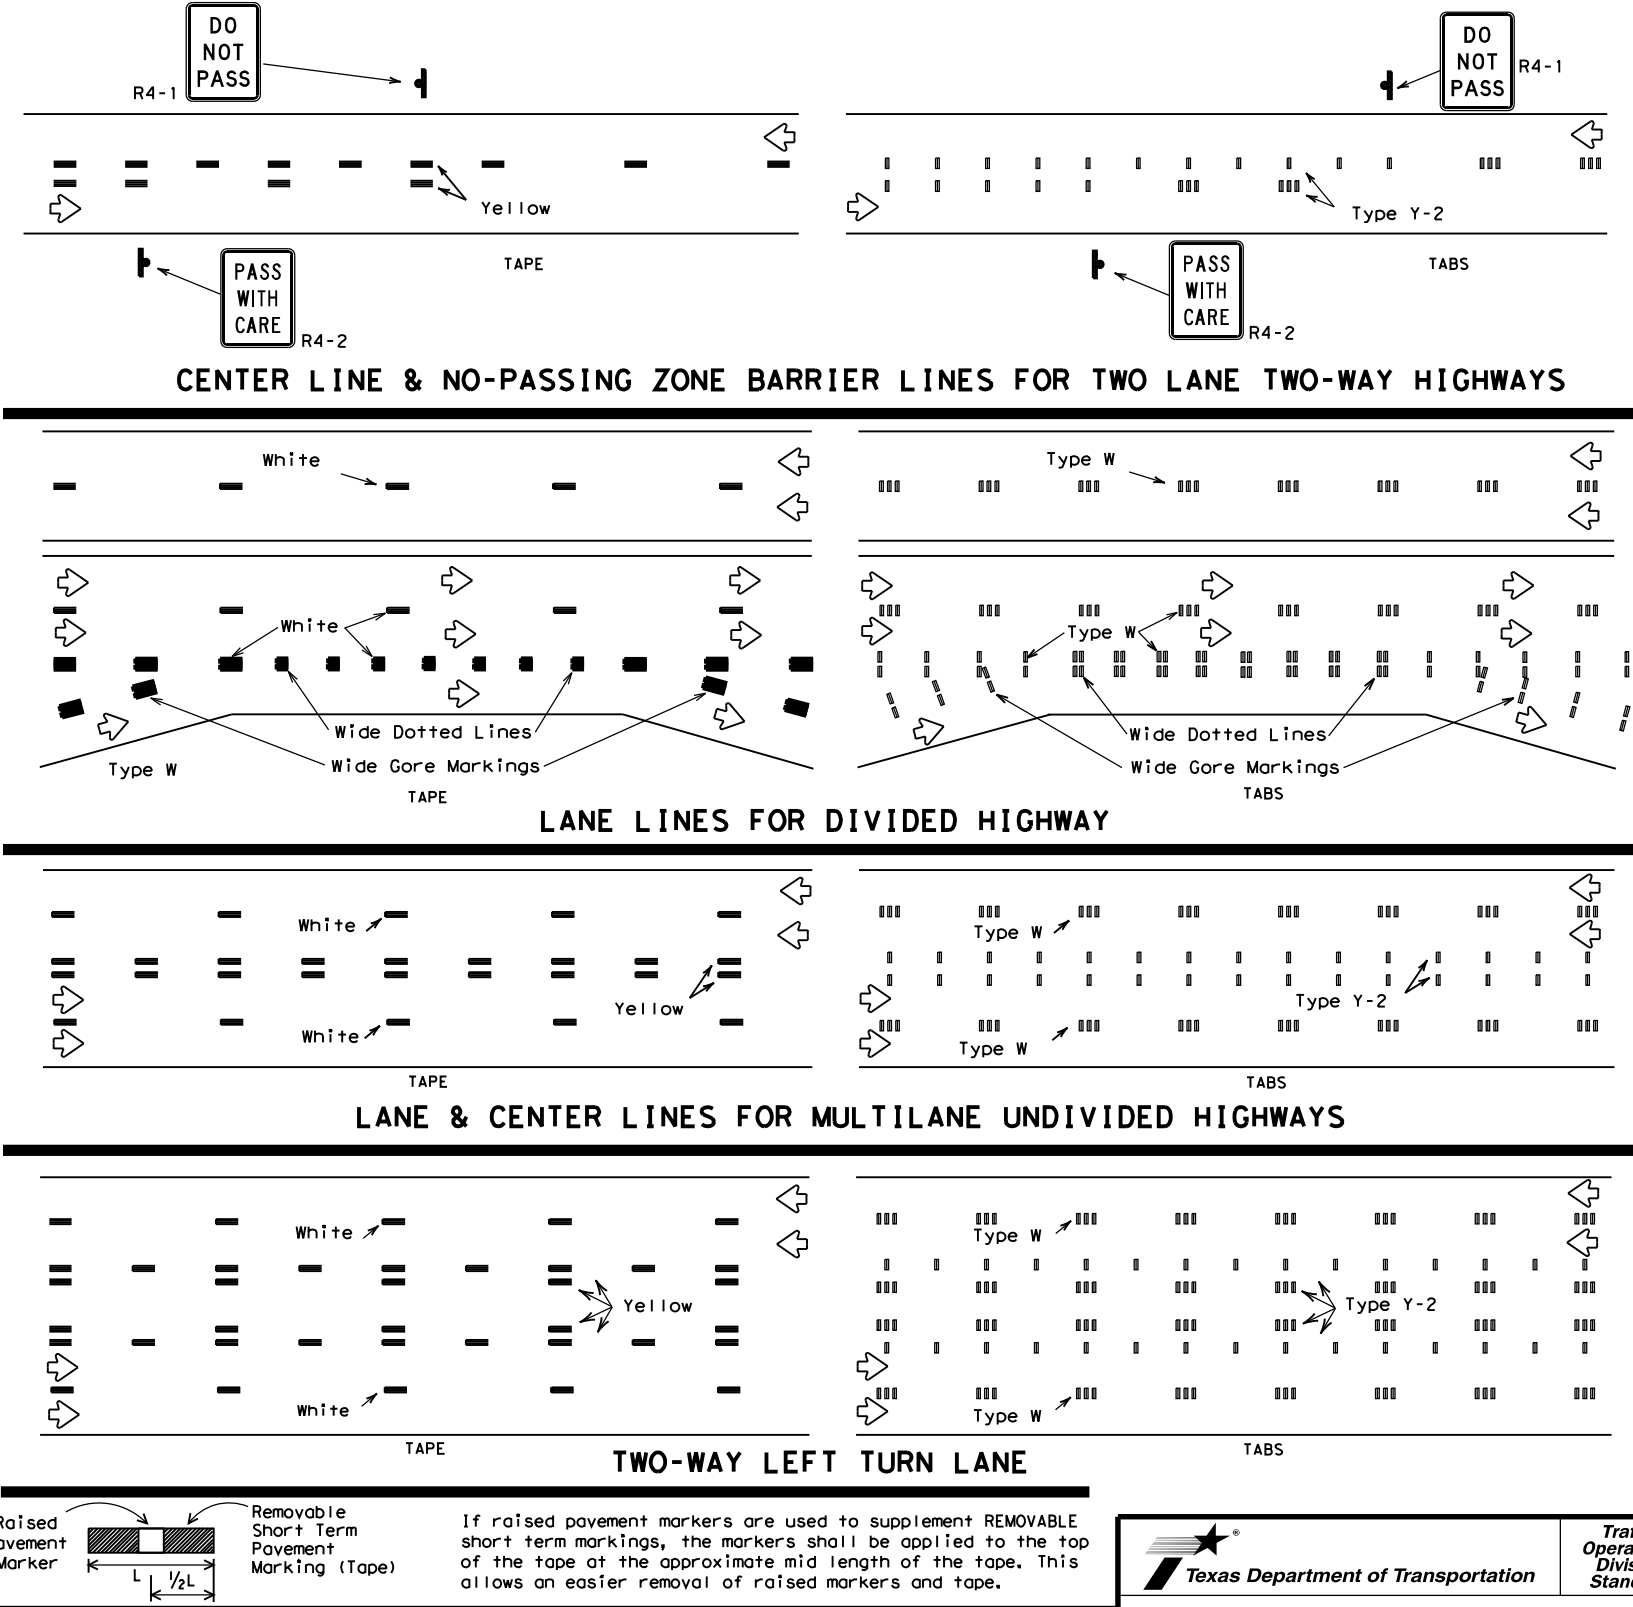 DO
NOT
PASS
R4-1
DO
NOT
PASS
R4-1
Yellow
Type Y-2
TAPE
TABS
PASS
WITH
CARE
R4-2
PASS
WITH
CARE
R4-2
CENTER LINE & NO-PASSING ZONE BARRIER LINES FOR TWO LANE TWO-WAY HIGHWAYS
White
Type W
White
Type W
Wide Dotted Lines
Wide Dotted Lines
Type W
Wide Gore Markings
Wide Gore Markings
TAPE
TABS
LANE LINES FOR DIVIDED HIGHWAY
White
Type W
Yellow
Type Y-2
White
Type W
TAPE
TABS
LANE & CENTER LINES FOR MULTILANE UNDIVIDED HIGHWAYS
White
Type W
Yellow
Type Y-2
White
Type W
TAPE
TABS
TWO-WAY LEFT TURN LANE
Raised
Pavement
Marker
Removable
Short Term
Pavement
Marking (Tape)
L
1/2L
If raised pavement markers are used to supplement REMOVABLE
short term markings, the markers shall be applied to the top
of the tape at the approximate mid length of the tape. This
allows an easier removal of raised markers and tape.
®
Texas Department of Transportation